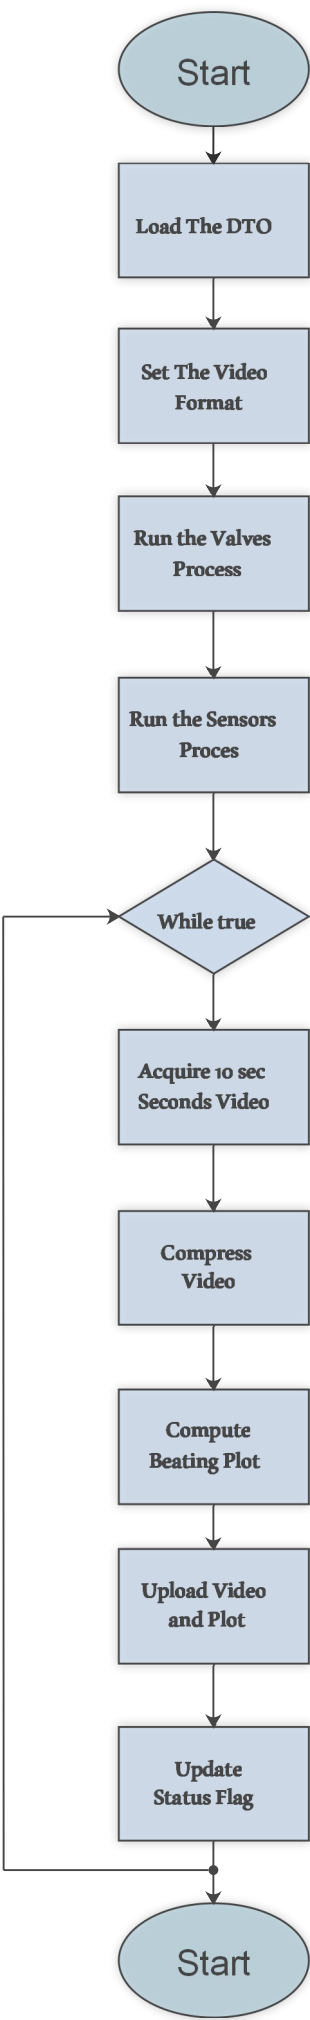 Start
Load The DTO
Set The Video
Format
Run the Valves
Process
Run the Sensors
Proces
While true
Acquire 10 sec
Seconds Video
Compress
Video
Compute
Beating Plot
Upload Video
and Plot
Update
Status Flag
Start